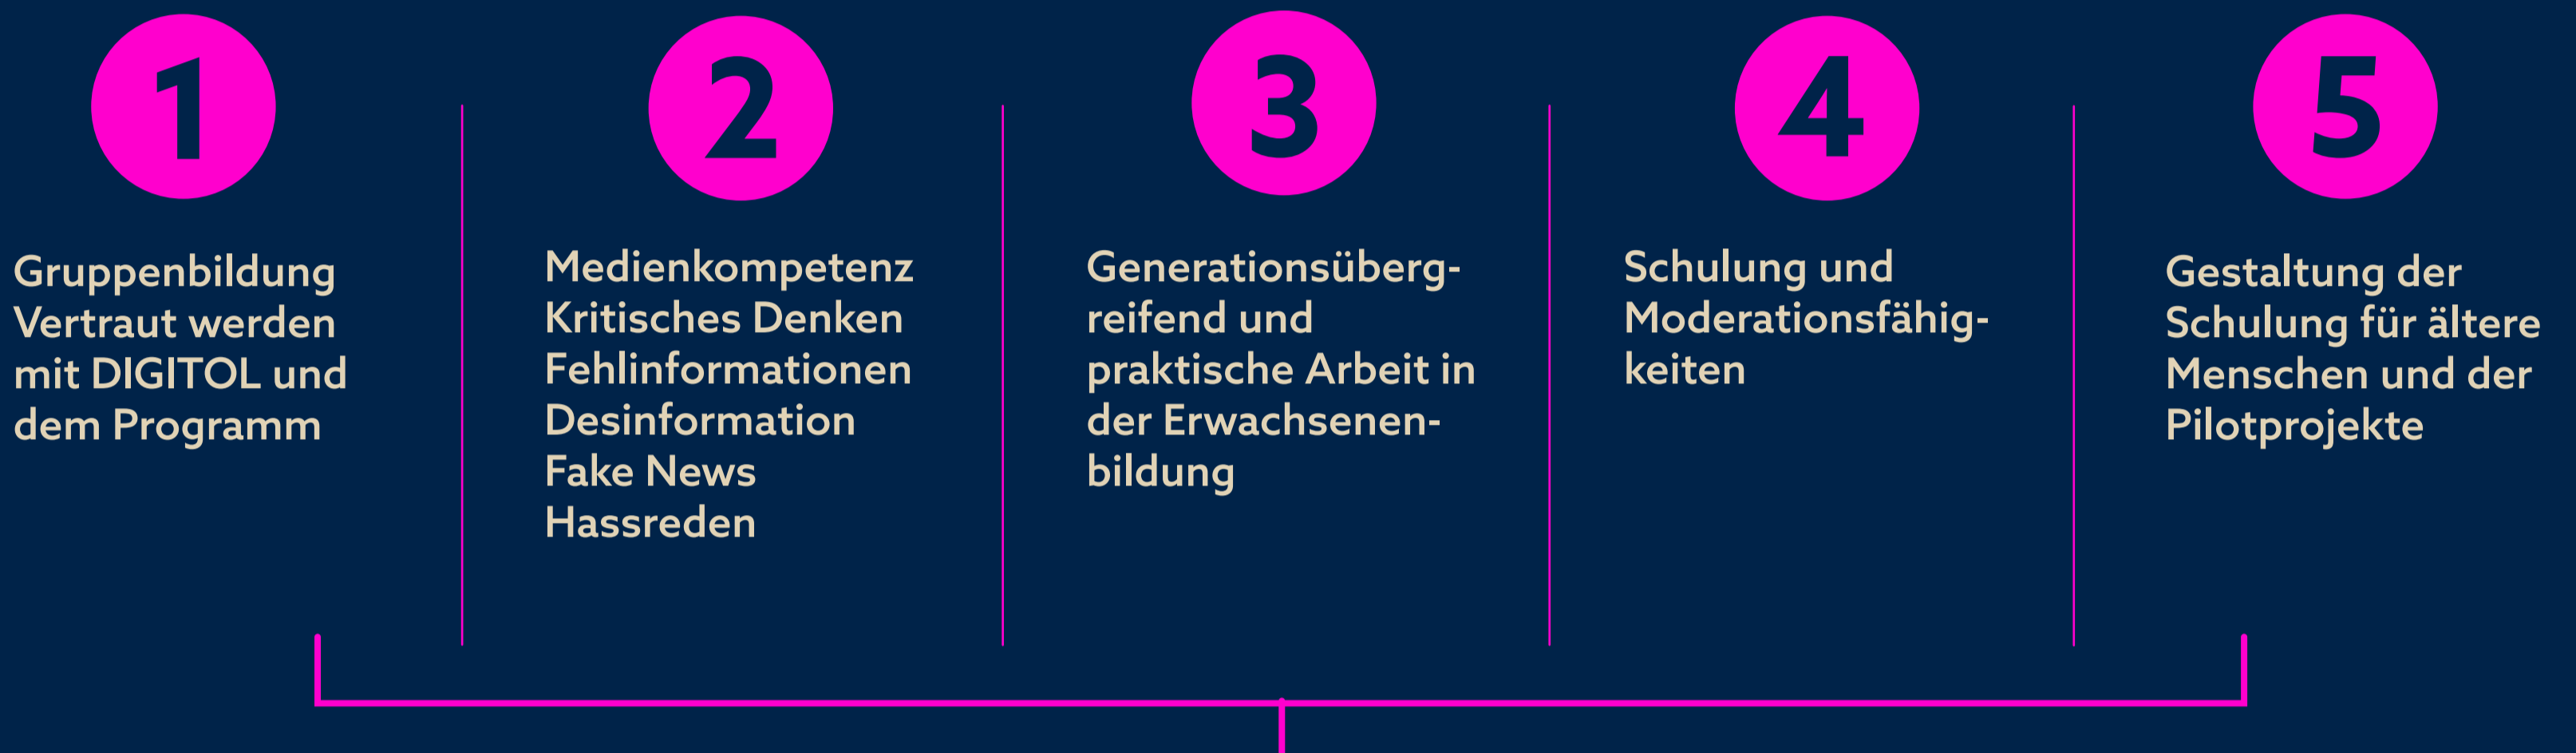 1
Gruppenbildung
Vertraut werden
mit DIGITOL und
dem Programm
2
Medienkompetenz
Kritisches Denken
Fehlinformationen
Desinformation
Fake News
Hassreden
3
Generationsüberg-
reifend und
praktische Arbeit in
der Erwachsenen-
bildung
4
Schulung und
Moderationsfähig-
keiten
5
Gestaltung der
Schulung für ältere
Menschen und der
Pilotprojekte